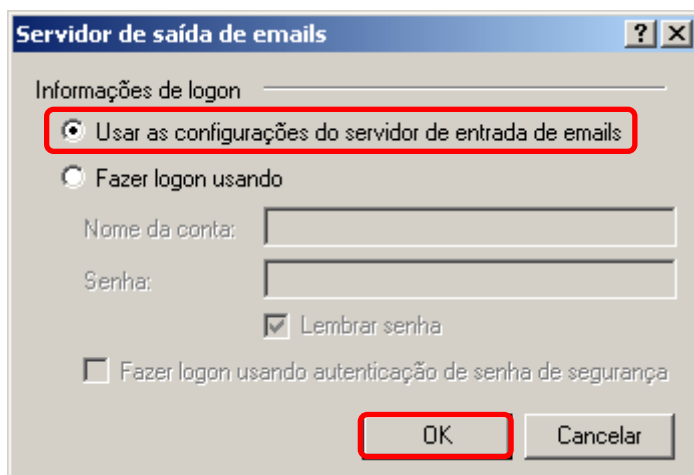 Servidor de saída de emails
Informações de logon
Usar as configurações do servidor de entrada de emails
Fazer logon usando
Nome da conta:
Senha:
Lembrar senha
Fazer logon usando autenticação de senha de segurança
OK Cancelar